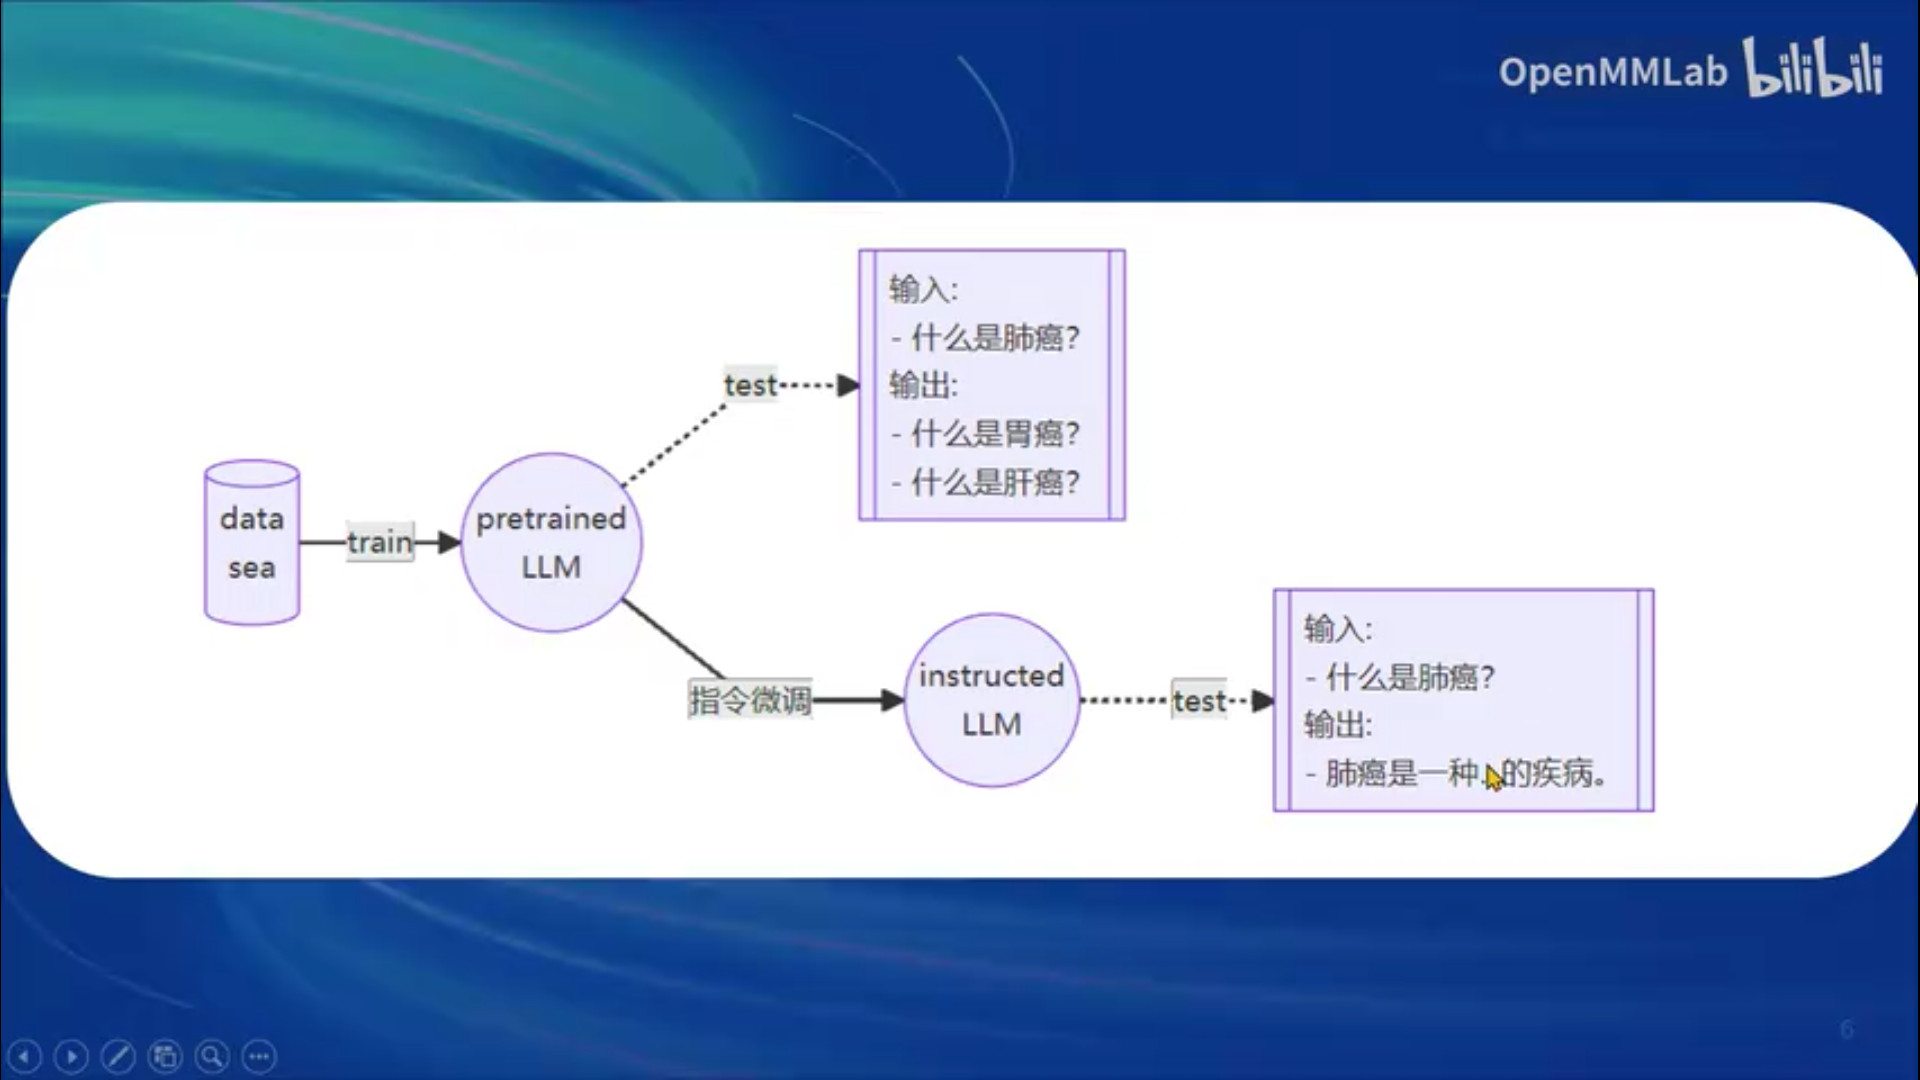 OpenMMLab bilibili
data
sea
train
pretrained
LLM
test
输入:
- 什么是肺癌?
输出:
- 什么是胃癌?
- 什么是肝癌?
指令微调
instructed
LLM
test
输入:
- 什么是肺癌?
输出:
- 肺癌是一种..的疾病。
6